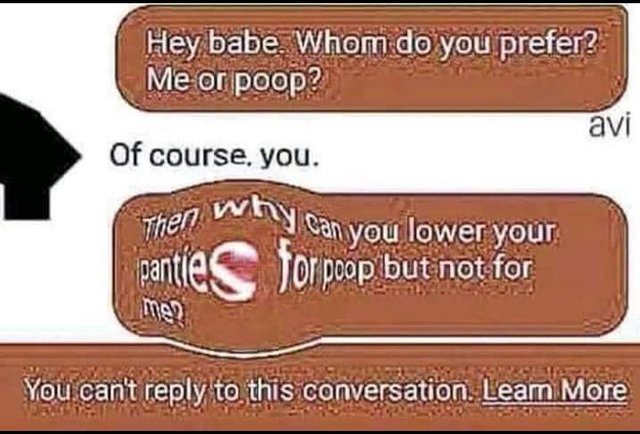 Hey babe. Whom do you prefer?
Me or poop?
avi
Of course. you.
Then why can you lower your
panties for poop but not for
me?
You can't reply to this conversation. Learn More